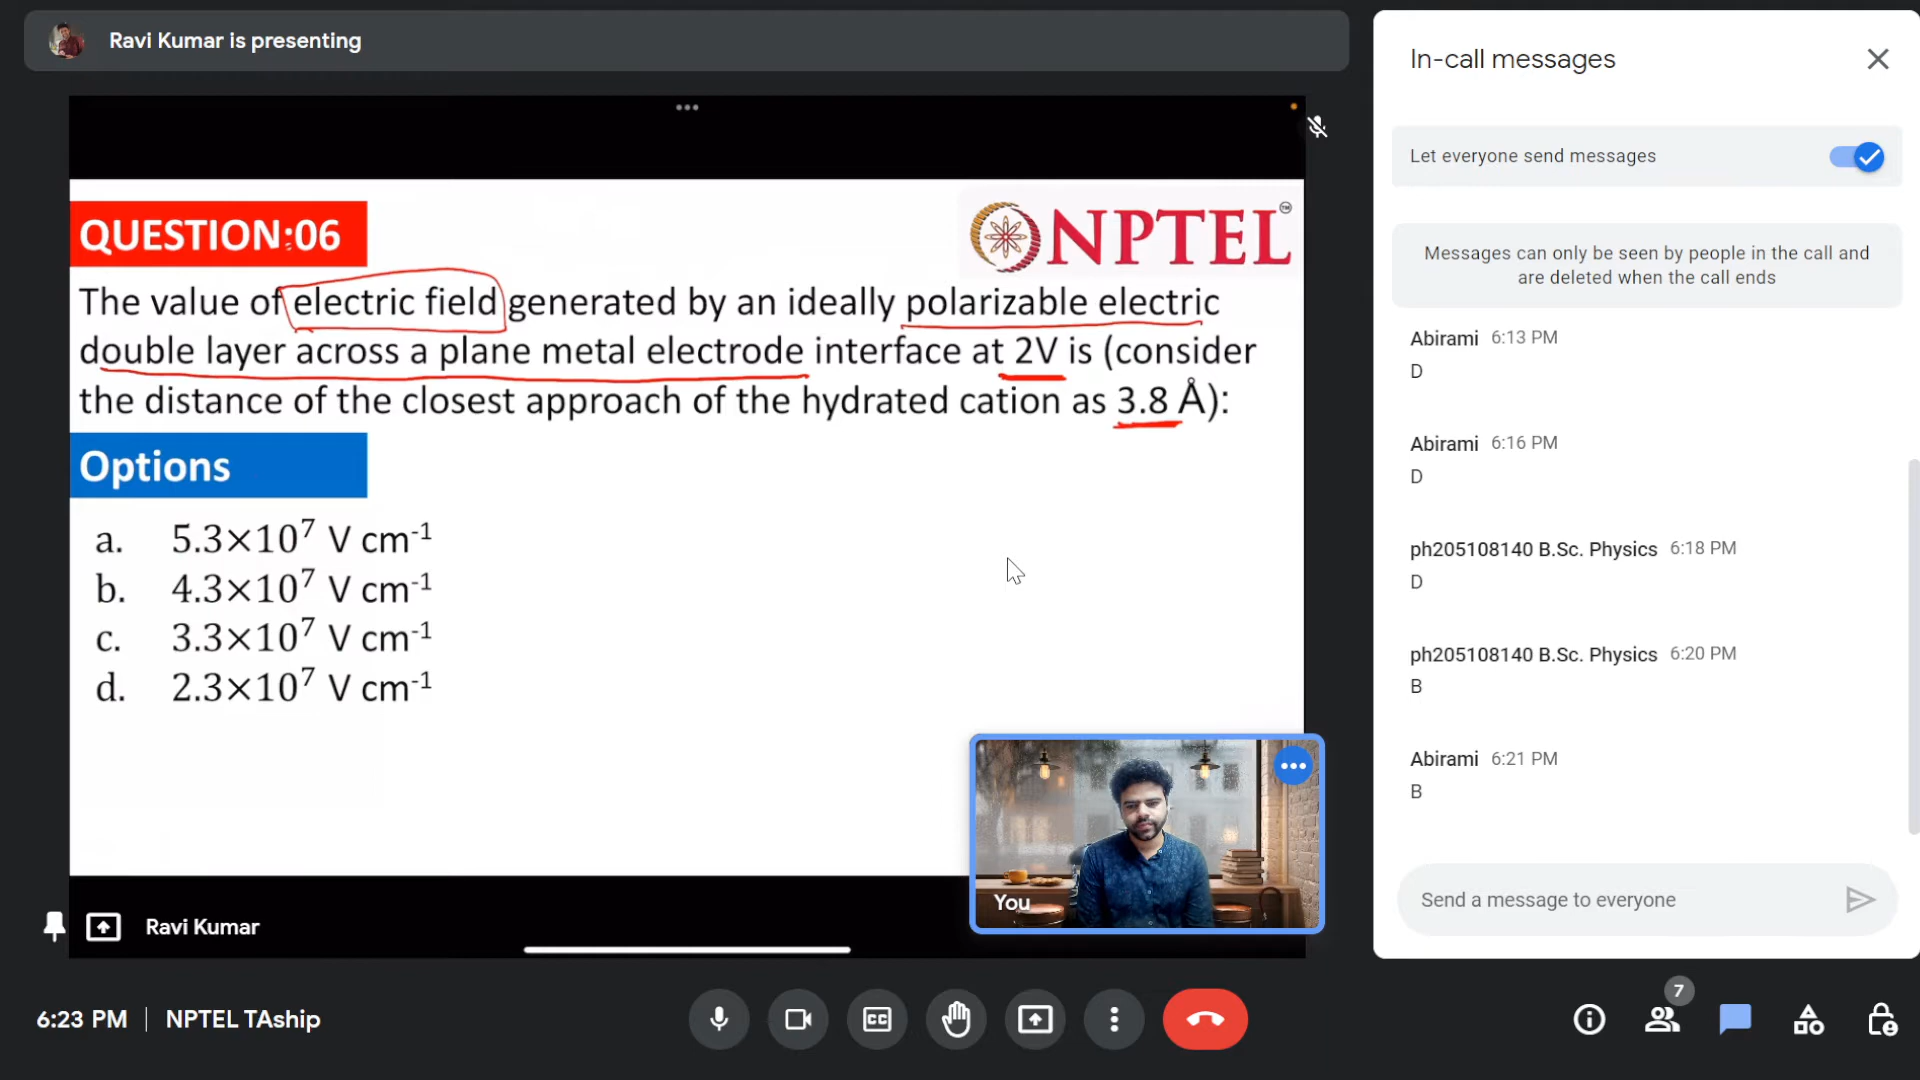 Ravi Kumar is presenting
QUESTION:06
NPTEL
TM
The value of electric field generated by an ideally polarizable electric
double layer across a plane metal electrode interface at 2V is (consider
the distance of the closest approach of the hydrated cation as 3.8 Å):
Options
a. 5.3×10⁷ V cm⁻¹
b. 4.3×10⁷ V cm⁻¹
c. 3.3×10⁷ V cm⁻¹
d. 2.3×10⁷ V cm⁻¹
You
Ravi Kumar
6:23 PM | NPTEL TAship
CC
In-call messages
Let everyone send messages
Messages can only be seen by people in the call and
are deleted when the call ends
Abirami 6:13 PM
D
Abirami 6:16 PM
D
ph205108140 B.Sc. Physics 6:18 PM
D
ph205108140 B.Sc. Physics 6:20 PM
B
Abirami 6:21 PM
B
Send a message to everyone
7